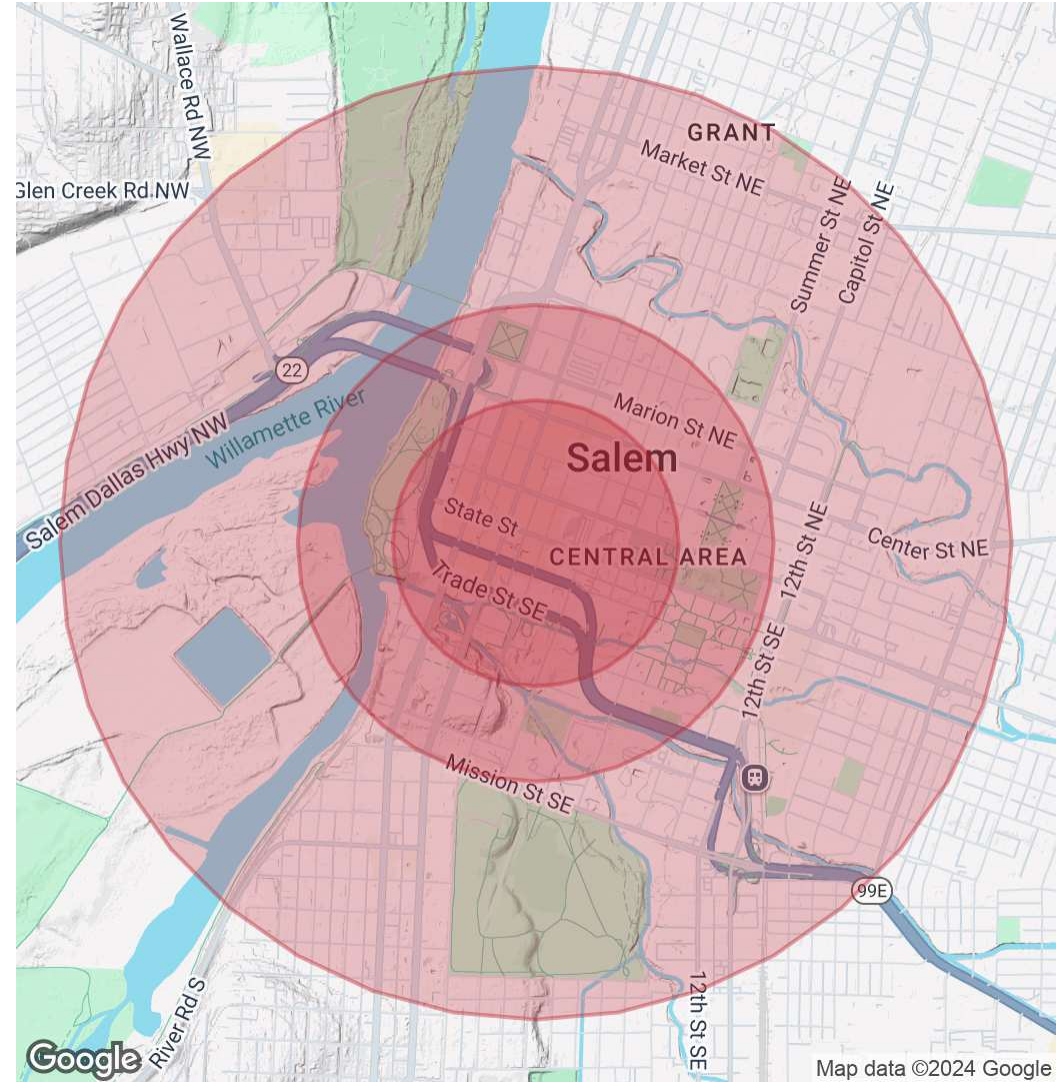 Wallace Rd NW
GRANT
Market St NE
Glen Creek Rd NW
Summer St NE
Capitol St NE
22
Marion St NE
Willamette River
Salem
Salem Dallas Hwy NW
State St
12th St NE
Center St NE
CENTRAL AREA
Trade St SE
12th St SE
Mission St SE
99E
12th St SE
River Rd S
Google
Map data ©2024 Google